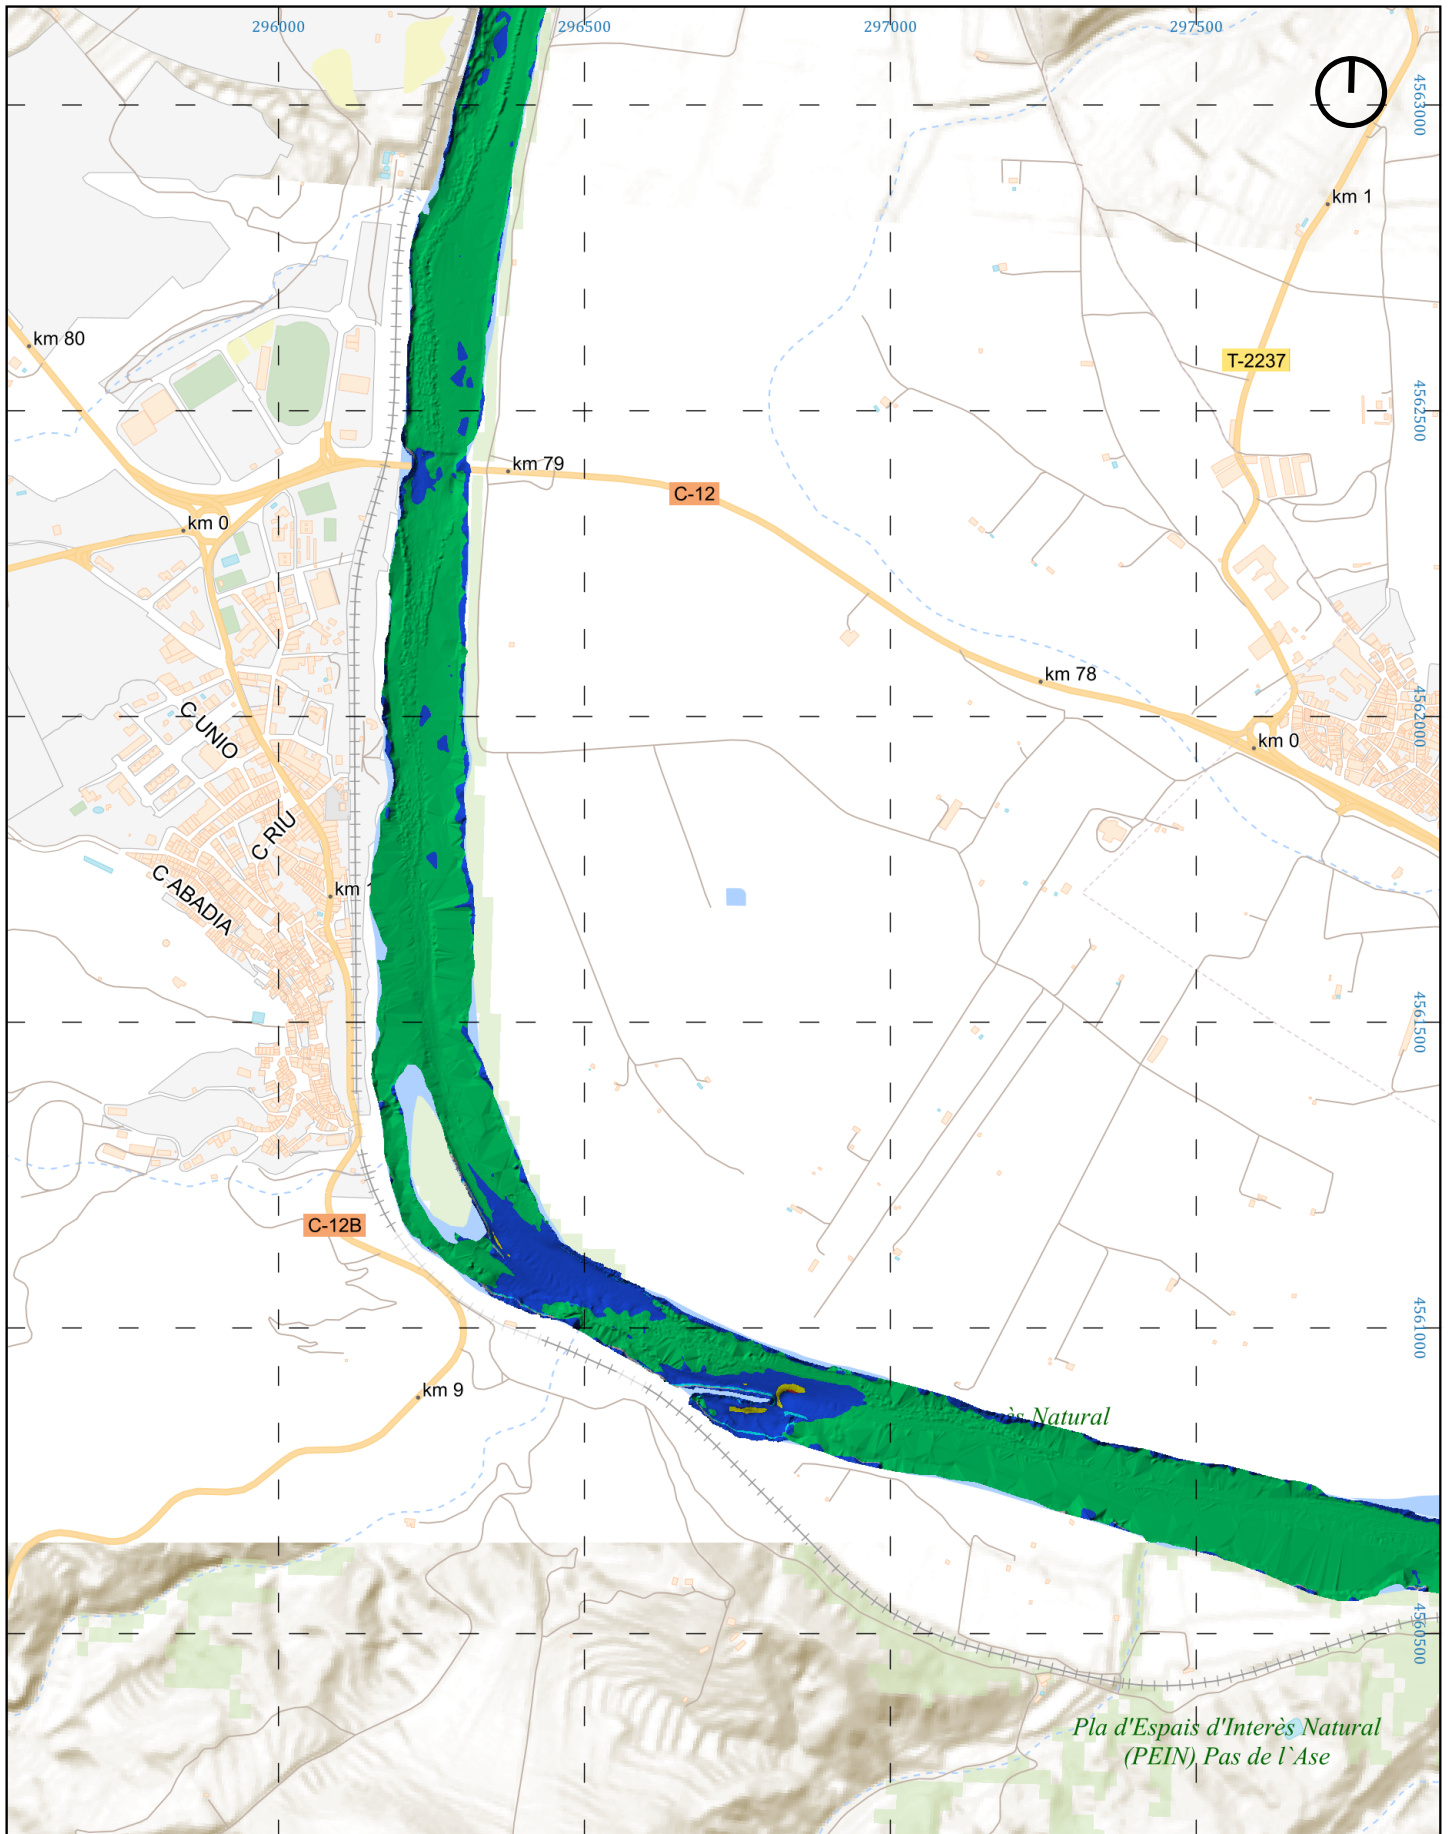 296000
296500
297000
297500
4563000
km 1
km 80
T-2237
4562500
km 79
C-12
km 0
km 78
C UNIO
4562000
km 0
C RIU
C ABADIA
km
4561500
C-12B
4561000
km 9
Natural
4560500
Pla d'Espais d'Interès Natural
(PEIN) Pas de l`Ase